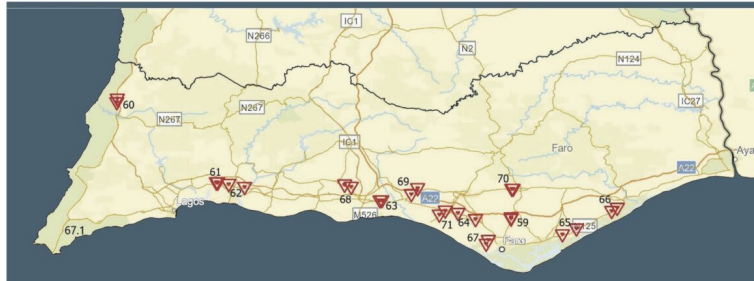 IC1
N266
N2
N124
60
N267
N267
IC27
IC1
Faro
Aya
A22
61
62
69
70
Lagos
68
A22
66
M526
63
64
59
65
N125
71
67.1
67
Faro